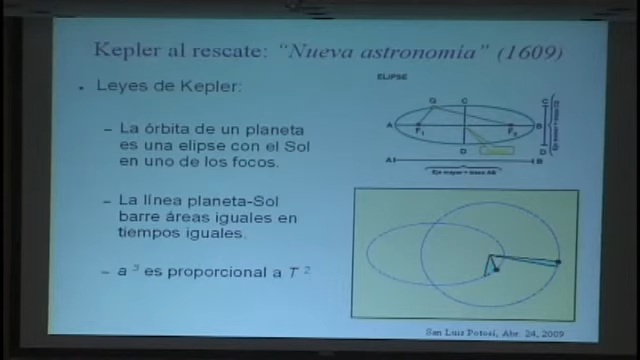 Kepler al rescate: "Nueva astronomía" (1609)
Leyes de Kepler:
– La órbita de un planeta
es una elipse con el Sol
en uno de los focos.
– La línea planeta-Sol
barre áreas iguales en
tiempos iguales.
– a³ es proporcional a T²
ELIPSE
Q C C
A F₁ F₂ B
D D
A B
Eje mayor = AB
San Luis Potosí, Abr. 24, 2009